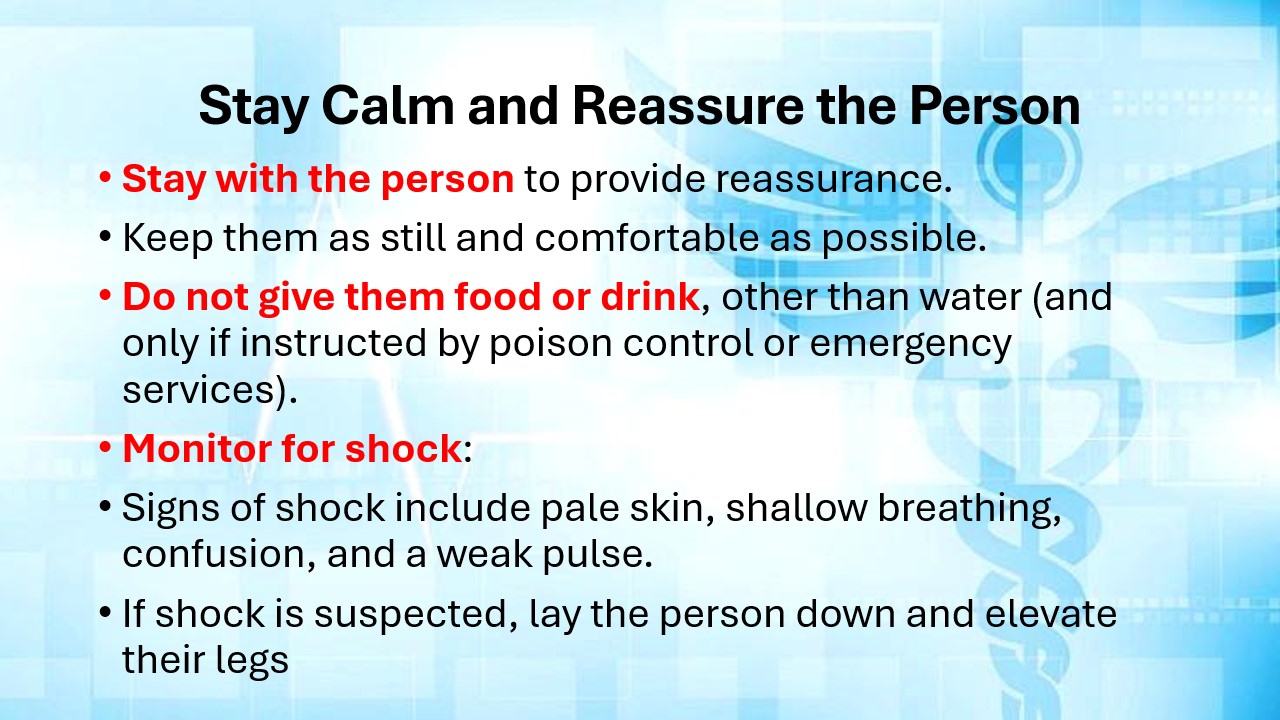 Stay Calm and Reassure the Person
• Stay with the person to provide reassurance.
• Keep them as still and comfortable as possible.
• Do not give them food or drink, other than water (and
only if instructed by poison control or emergency
services).
• Monitor for shock:
• Signs of shock include pale skin, shallow breathing,
confusion, and a weak pulse.
• If shock is suspected, lay the person down and elevate
their legs